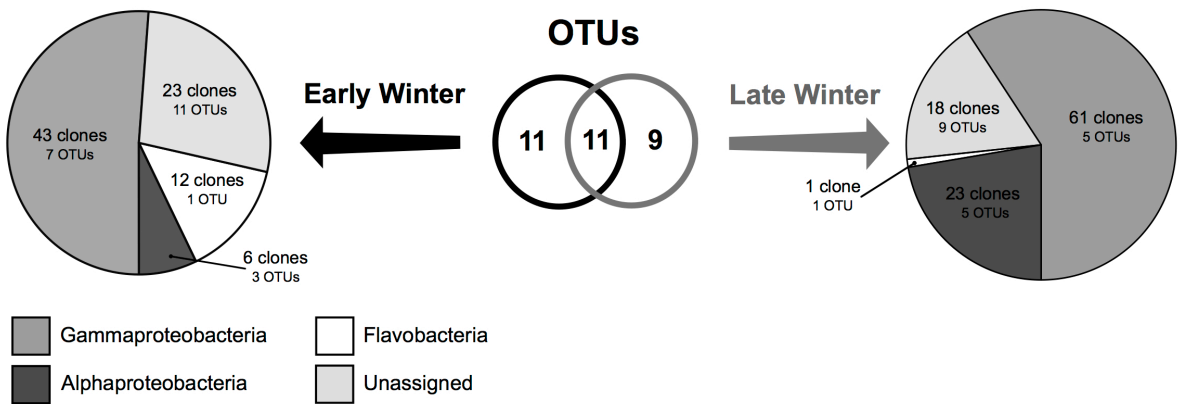 OTUs
Early Winter
Late Winter
11
11
9
23 clones
11 OTUs
43 clones
7 OTUs
12 clones
1 OTU
6 clones
3 OTUs
18 clones
9 OTUs
61 clones
5 OTUs
1 clone
1 OTU
23 clones
5 OTUs
Gammaproteobacteria
Flavobacteria
Alphaproteobacteria
Unassigned